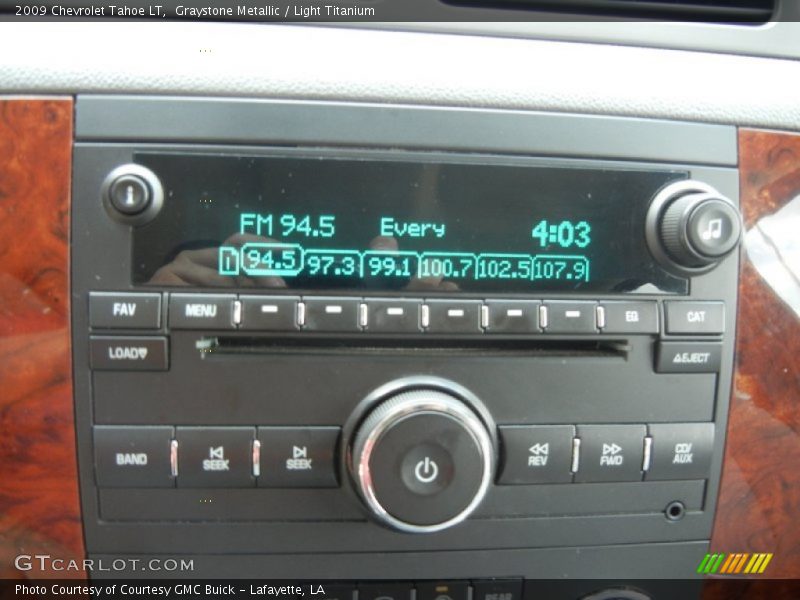 2009 Chevrolet Tahoe LT, Graystone Metallic / Light Titanium
i
FM 94.5 Every 4:03
1 94.5 97.3 99.1 100.7 102.5 107.9
FAV MENU EQ CAT
LOAD EJECT
BAND SEEK SEEK REV FWD CD/AUX
GTCARLOT.COM
Photo Courtesy of Courtesy GMC Buick - Lafayette, LA